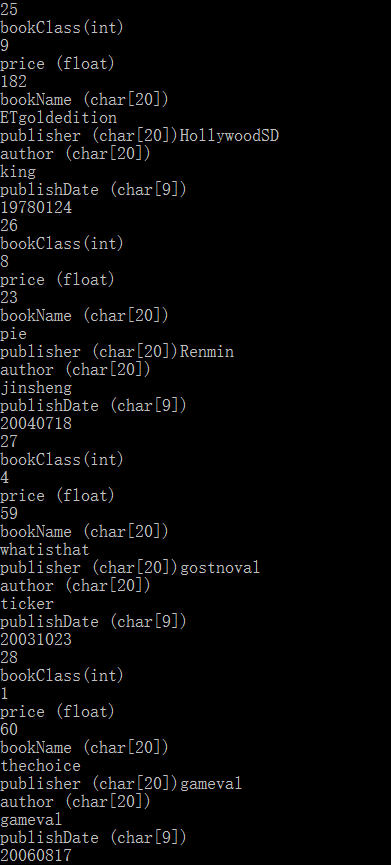 25
bookClass(int)
9
price (float)
182
bookName (char[20])
ETgoldedition
publisher (char[20])HollywoodSD
author (char[20])
king
publishDate (char[9])
19780124
26
bookClass(int)
8
price (float)
23
bookName (char[20])
pie
publisher (char[20])Renmin
author (char[20])
jinsheng
publishDate (char[9])
20040718
27
bookClass(int)
4
price (float)
59
bookName (char[20])
whatisthat
publisher (char[20])gostnoval
author (char[20])
ticker
publishDate (char[9])
20031023
28
bookClass(int)
1
price (float)
60
bookName (char[20])
thechoice
publisher (char[20])gameval
author (char[20])
gameval
publishDate (char[9])
20060817